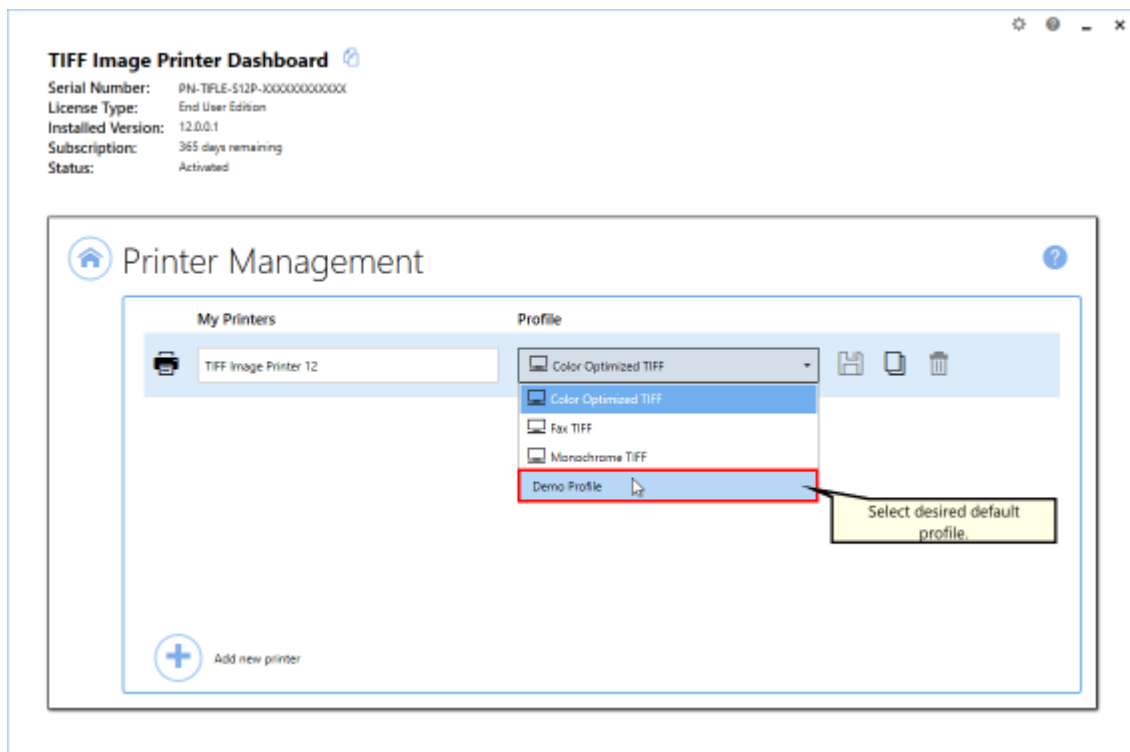 TIFF Image Printer Dashboard
Serial Number: PN-TIFLE-S12P-XXXXXXXXXXXX
License Type: End User Edition
Installed Version: 12.0.0.1
Subscription: 365 days remaining
Status: Activated
Printer Management
My Printers Profile
TIFF Image Printer 12 Color Optimized TIFF
Color Optimized TIFF
Fax TIFF
Monochrome TIFF
Demo Profile
Select desired default
profile.
Add new printer